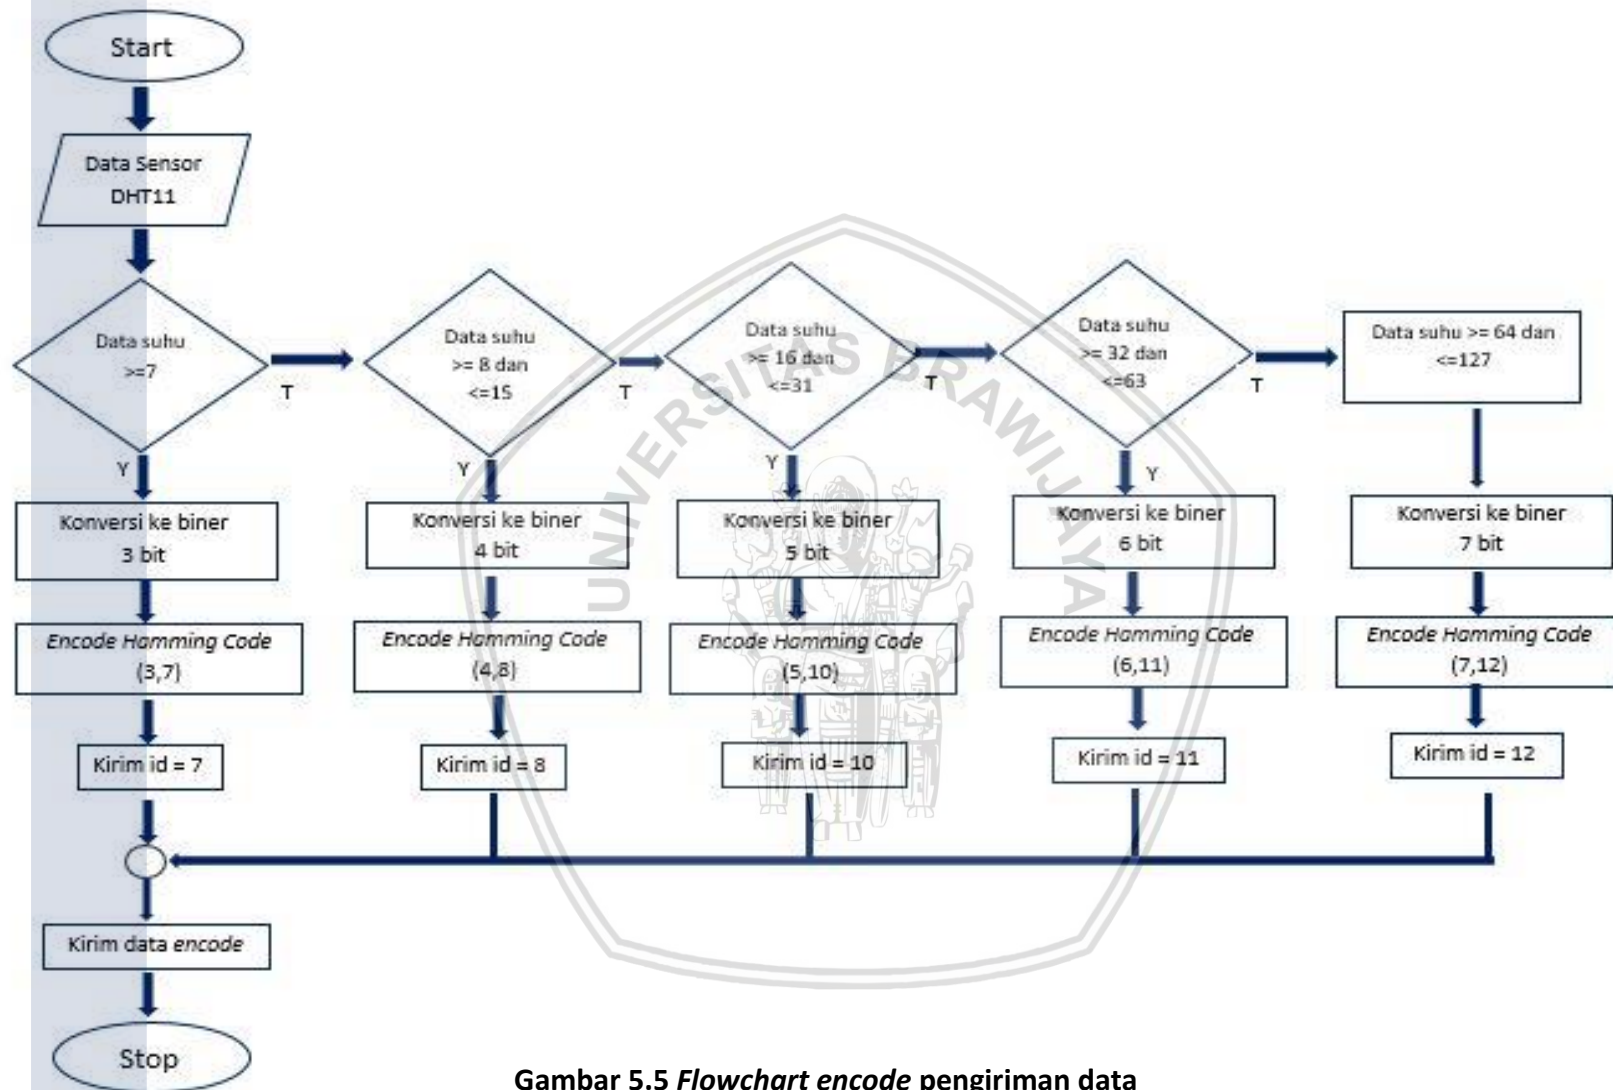 Start
Data Sensor
DHT11
Data suhu
>=7
T
Y
Data suhu
>= 8 dan
<=15
T
Y
Data suhu
>= 16 dan
<=31
T
Y
Data suhu
>= 32 dan
<=63
T
Y
Data suhu >= 64 dan
<=127
Konversi ke biner
3 bit
Konversi ke biner
4 bit
Konversi ke biner
5 bit
Konversi ke biner
6 bit
Konversi ke biner
7 bit
Encode Hamming Code
(3,7)
Encode Hamming Code
(4,8)
Encode Hamming Code
(5,10)
Encode Hamming Code
(6,11)
Encode Hamming Code
(7,12)
Kirim id = 7
Kirim id = 8
Kirim id = 10
Kirim id = 11
Kirim id = 12
Kirim data encode
Stop
UNIVERSITAS BRAWIJAYA
Gambar 5.5 Flowchart encode pengiriman data